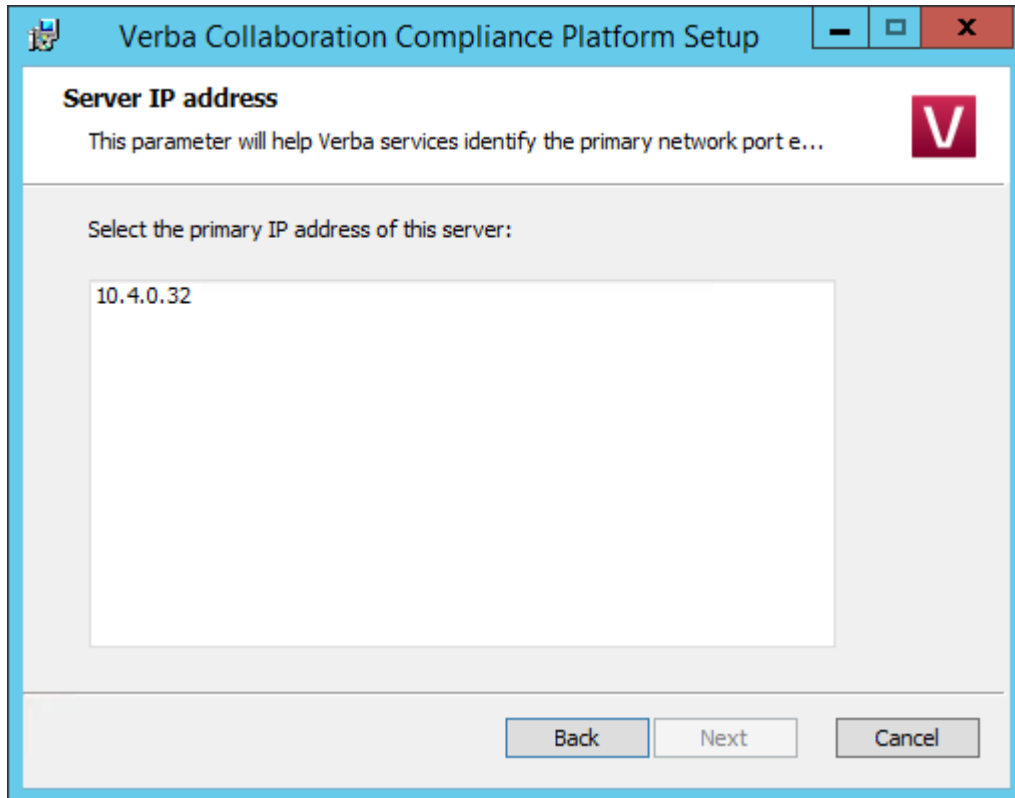 Verba Collaboration Compliance Platform Setup
Server IP address
This parameter will help Verba services identify the primary network port e...
V
Select the primary IP address of this server:
10.4.0.32
Back Next Cancel